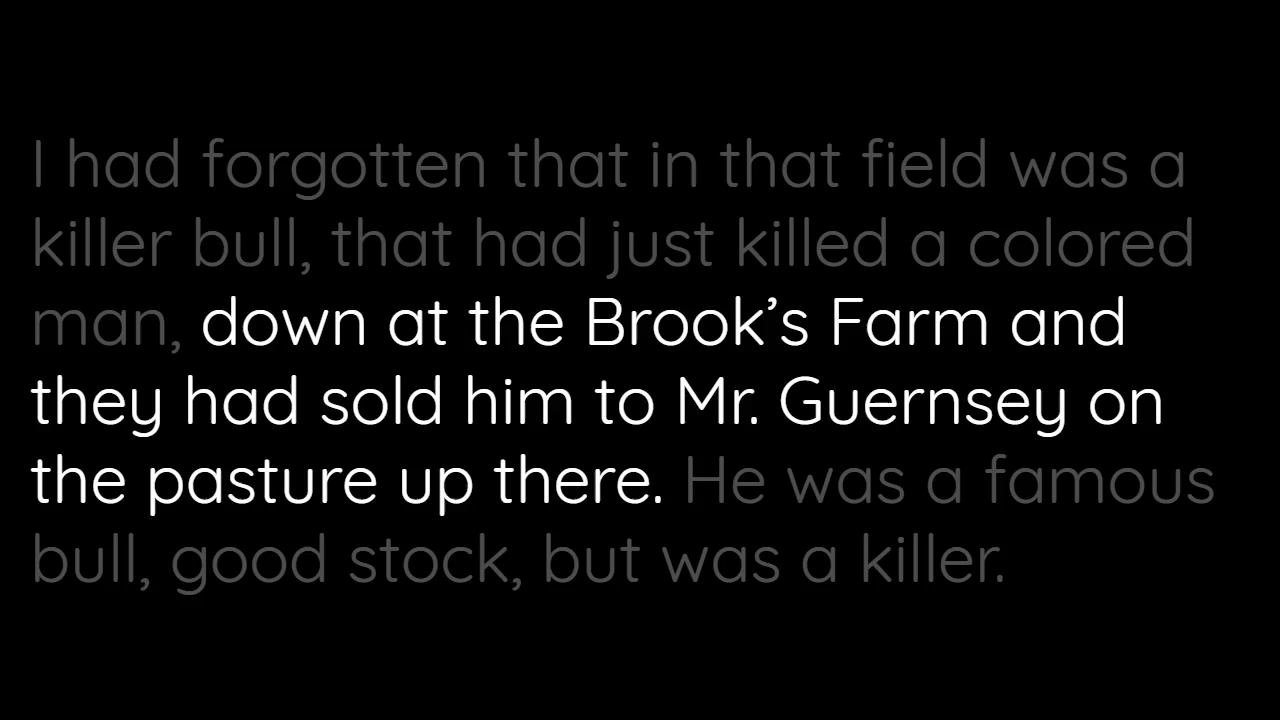 I had forgotten that in that field was a
killer bull, that had just killed a colored
man, down at the Brook’s Farm and
they had sold him to Mr. Guernsey on
the pasture up there. He was a famous
bull, good stock, but was a killer.